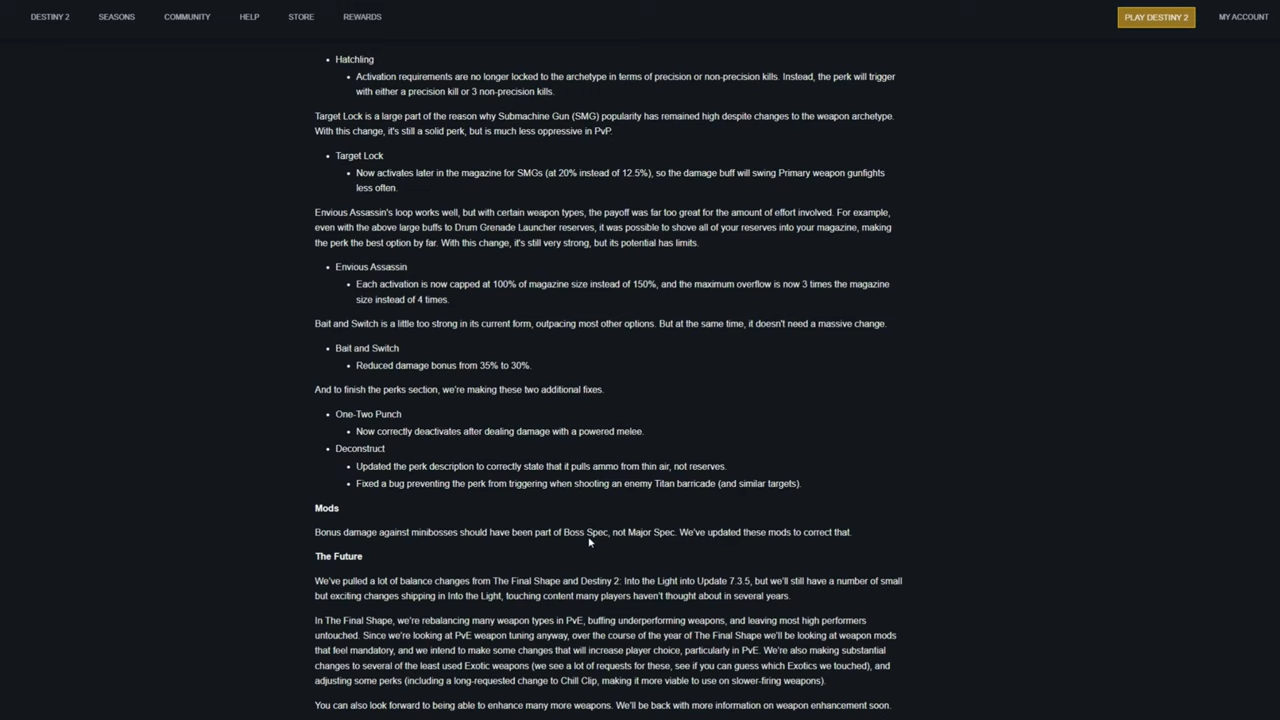 DESTINY 2 SEASONS COMMUNITY HELP STORE REWARDS PLAY DESTINY 2 MY ACCOUNT
• Hatchling
• Activation requirements are no longer locked to the archetype in terms of precision or non-precision kills. Instead, the perk will trigger
with either a precision kill or 3 non-precision kills.
Target Lock is a large part of the reason why Submachine Gun (SMG) popularity has remained high despite changes to the weapon archetype.
With this change, it's still a solid perk, but is much less oppressive in PvP.
• Target Lock
• Now activates later in the magazine for SMGs (at 20% instead of 12.5%), so the damage buff will swing Primary weapon gunfights
less often.
Envious Assassin's loop works well, but with certain weapon types, the payoff was far too great for the amount of effort involved. For example,
even with the above large buffs to Drum Grenade Launcher reserves, it was possible to shove all of your reserves into your magazine, making
the perk the best option by far. With this change, it's still very strong, but its potential has limits.
• Envious Assassin
• Each activation is now capped at 100% of magazine size instead of 150%, and the maximum overflow is now 3 times the magazine
size instead of 4 times.
Bait and Switch is a little too strong in its current form, outpacing most other options. But at the same time, it doesn't need a massive change.
• Bait and Switch
• Reduced damage bonus from 35% to 30%.
And to finish the perks section, we're making these two additional fixes.
• One-Two Punch
• Now correctly deactivates after dealing damage with a powered melee.
• Deconstruct
• Updated the perk description to correctly state that it pulls ammo from thin air, not reserves.
• Fixed a bug preventing the perk from triggering when shooting an enemy Titan barricade (and similar targets).
Mods
Bonus damage against minibosses should have been part of Boss Spec, not Major Spec. We've updated these mods to correct that.
The Future
We've pulled a lot of balance changes from The Final Shape and Destiny 2: Into the Light into Update 7.3.5, but we'll still have a number of small
but exciting changes shipping in Into the Light, touching content many players haven't thought about in several years.
In The Final Shape, we're rebalancing many weapon types in PvE, buffing underperforming weapons, and leaving most high performers
untouched. Since we're looking at PvE weapon tuning anyway, over the course of the year of The Final Shape we'll be looking at weapon mods
that feel mandatory, and we intend to make some changes that will increase player choice, particularly in PvE. We're also making substantial
changes to several of the least used Exotic weapons (we see a lot of requests for these, see if you can guess which Exotics we touched), and
adjusting some perks (including a long-requested change to Chill Clip, making it more viable to use on slower-firing weapons).
You can also look forward to being able to enhance many more weapons. We'll be back with more information on weapon enhancement soon.